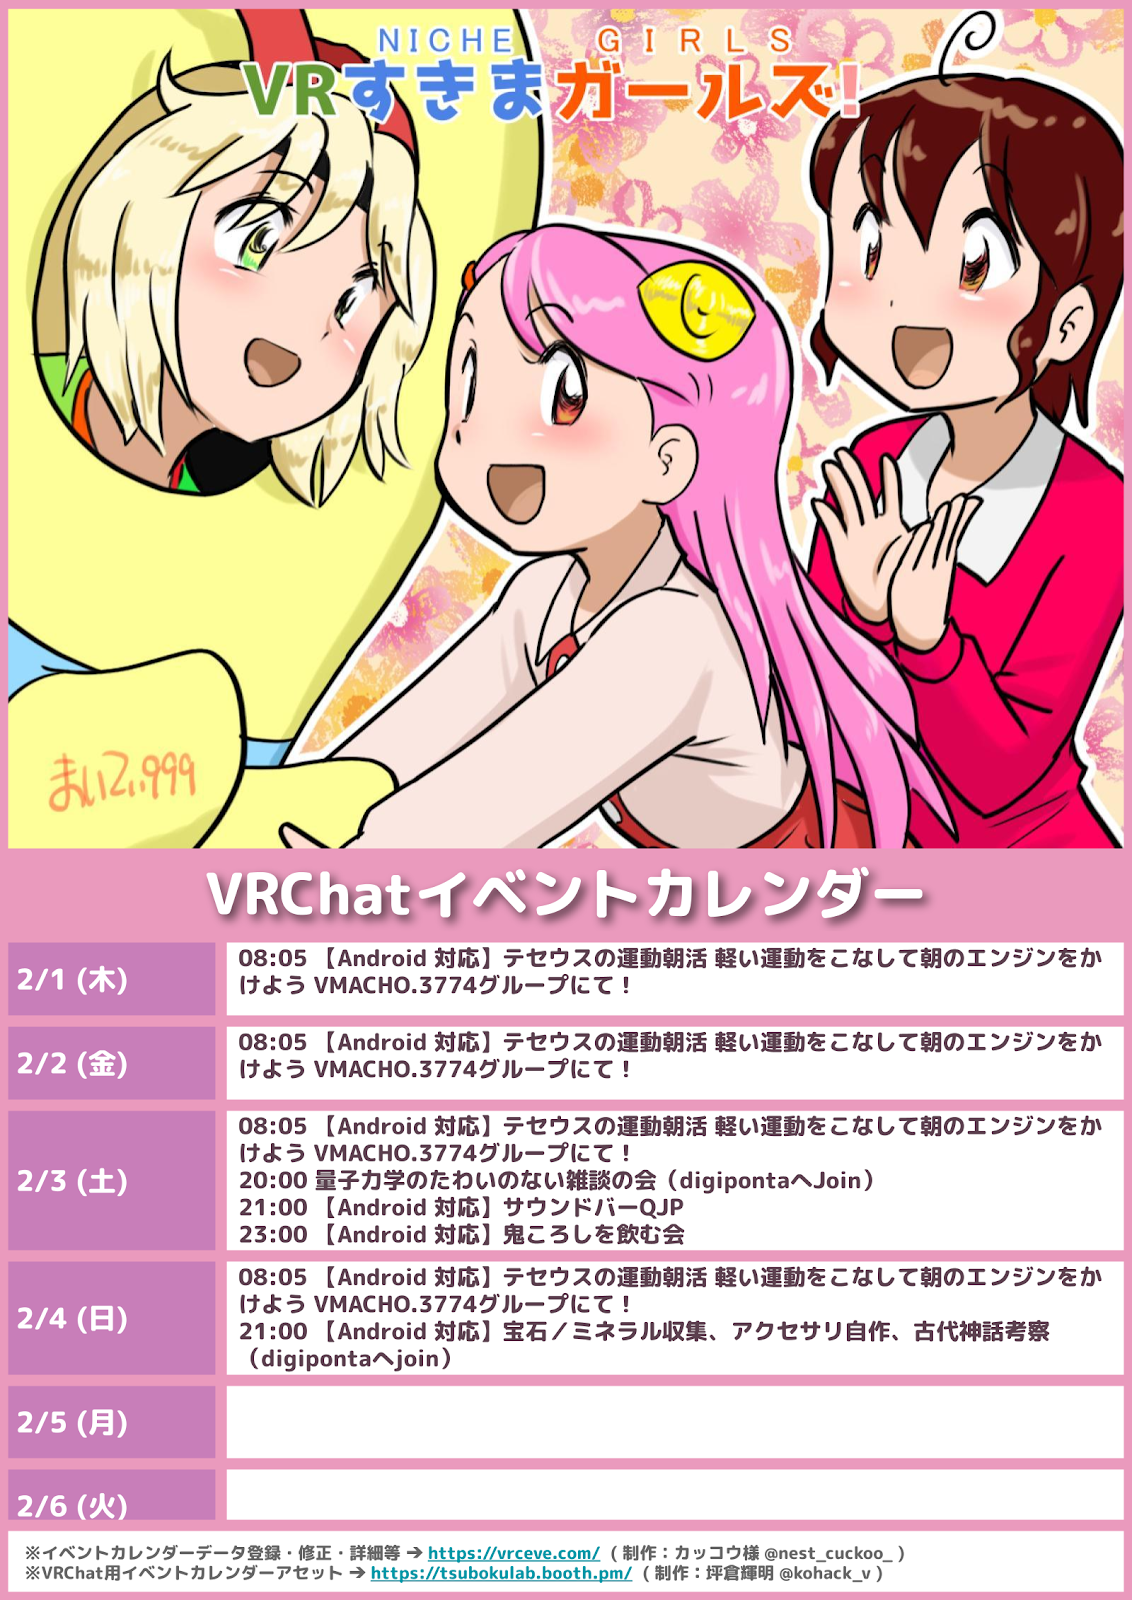 NICHE GIRLS
VRすきまガールズ!
まいてぃ999
VRChatイベントカレンダー
2/1 (木)
08:05 【Android 対応】テセウスの運動朝活 軽い運動をこなして朝のエンジンをか
けよう VMACHO.3774グループにて！
2/2 (金)
08:05 【Android 対応】テセウスの運動朝活 軽い運動をこなして朝のエンジンをか
けよう VMACHO.3774グループにて！
2/3 (土)
08:05 【Android 対応】テセウスの運動朝活 軽い運動をこなして朝のエンジンをか
けよう VMACHO.3774グループにて！
20:00 量子力学のたわいのない雑談の会（digipontaへJoin）
21:00 【Android 対応】サウンドバーQJP
23:00 【Android 対応】鬼ころしを飲む会
2/4 (日)
08:05 【Android 対応】テセウスの運動朝活 軽い運動をこなして朝のエンジンをか
けよう VMACHO.3774グループにて！
21:00 【Android 対応】宝石／ミネラル収集、アクセサリ自作、古代神話考察
（digipontaへjoin）
2/5 (月)
2/6 (火)
※イベントカレンダーデータ登録・修正・詳細等 ➔ https://vrceve.com/ ( 制作：カッコウ様 @nest_cuckoo_ )
※VRChat用イベントカレンダーアセット ➔ https://tsubokulab.booth.pm/ ( 制作：坪倉輝明 @kohack_v )